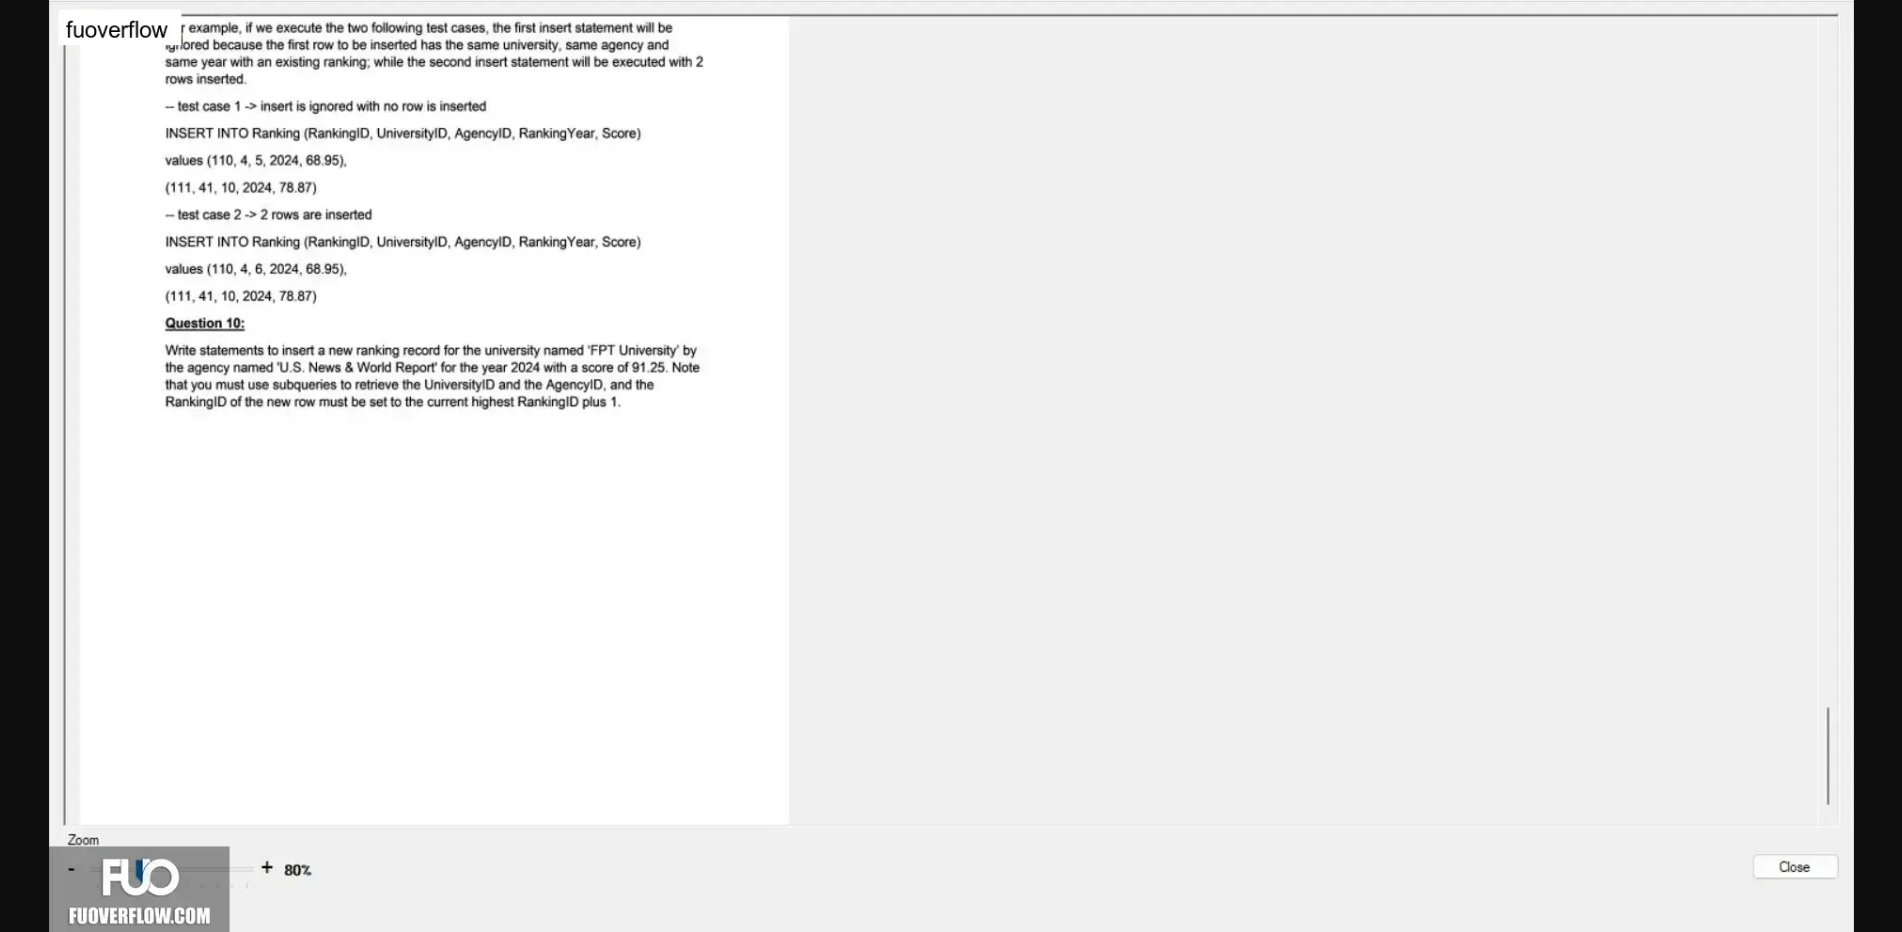 fuoverflow
r example, if we execute the two following test cases, the first insert statement will be
ignored because the first row to be inserted has the same university, same agency and
same year with an existing ranking; while the second insert statement will be executed with 2
rows inserted.
-- test case 1 -> insert is ignored with no row is inserted
INSERT INTO Ranking (RankingID, UniversityID, AgencyID, RankingYear, Score)
values (110, 4, 5, 2024, 68.95),
(111, 41, 10, 2024, 78.87)
-- test case 2 -> 2 rows are inserted
INSERT INTO Ranking (RankingID, UniversityID, AgencyID, RankingYear, Score)
values (110, 4, 6, 2024, 68.95),
(111, 41, 10, 2024, 78.87)
Question 10:
Write statements to insert a new ranking record for the university named 'FPT University' by
the agency named 'U.S. News & World Report' for the year 2024 with a score of 91.25. Note
that you must use subqueries to retrieve the UniversityID and the AgencyID, and the
RankingID of the new row must be set to the current highest RankingID plus 1.
Zoom
- + 80%
Close
FUO
FUOVERFLOW.COM